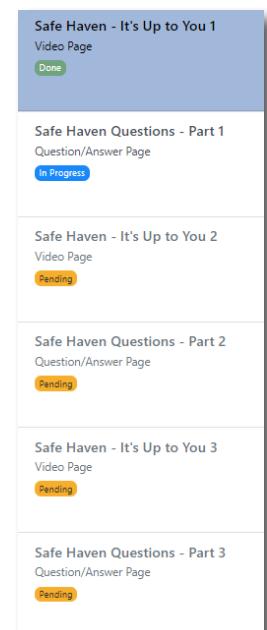 Safe Haven - It's Up to You 1
Video Page
Done
Safe Haven Questions - Part 1
Question/Answer Page
In Progress
Safe Haven - It's Up to You 2
Video Page
Pending
Safe Haven Questions - Part 2
Question/Answer Page
Pending
Safe Haven - It's Up to You 3
Video Page
Pending
Safe Haven Questions - Part 3
Question/Answer Page
Pending